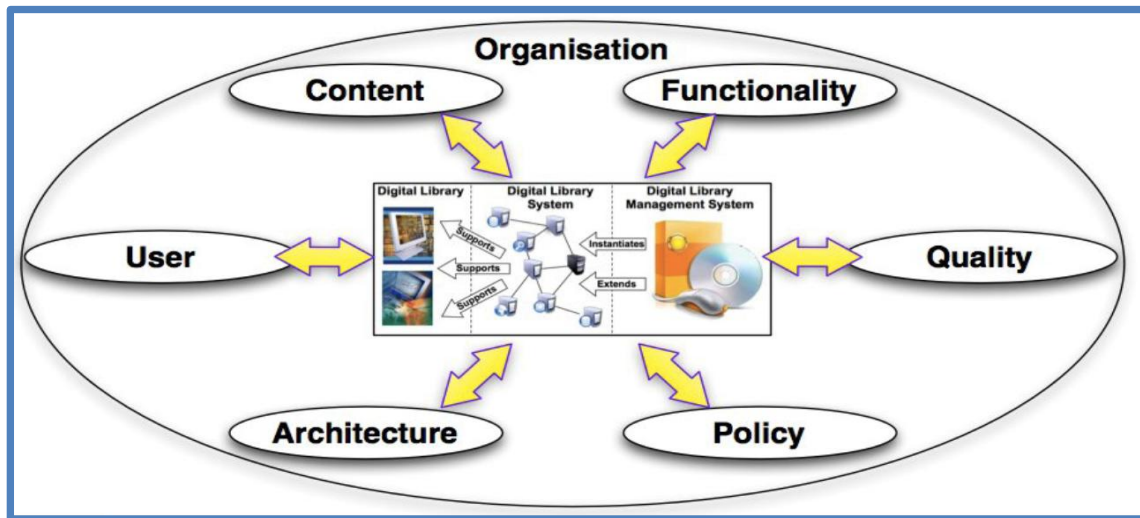 Organisation
Content
Functionality
Digital Library
Digital Library
System
Digital Library
Management System
Supports
Supports
Supports
Instantiates
Extends
User
Quality
Architecture
Policy